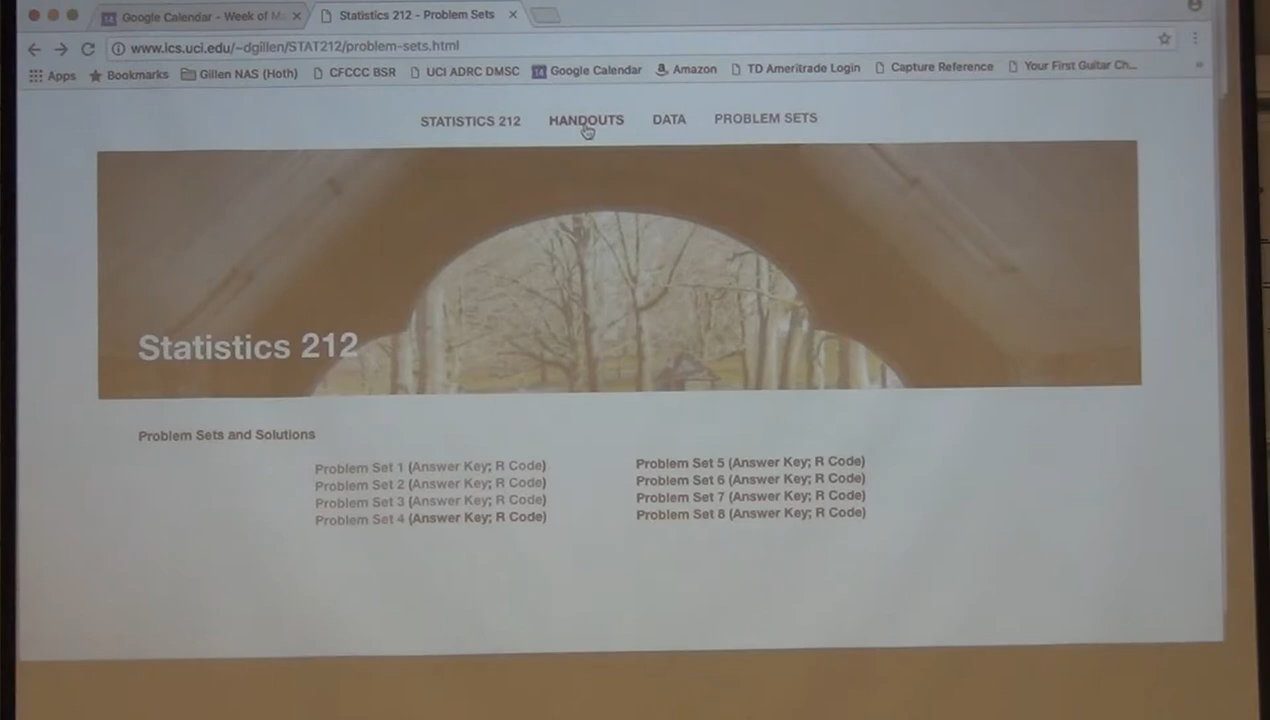 Google Calendar - Week of M
Statistics 212 - Problem Sets
www.ics.uci.edu/~dgillen/STAT212/problem-sets.html
Apps Bookmarks Gillen NAS (Hoth) CFCCC BSR UCI ADRC DMSC Google Calendar Amazon TD Ameritrade Login Capture Reference Your First Guitar Ch...
STATISTICS 212 HANDOUTS DATA PROBLEM SETS
Statistics 212
Problem Sets and Solutions
Problem Set 1 (Answer Key; R Code)
Problem Set 2 (Answer Key; R Code)
Problem Set 3 (Answer Key; R Code)
Problem Set 4 (Answer Key; R Code)
Problem Set 5 (Answer Key; R Code)
Problem Set 6 (Answer Key; R Code)
Problem Set 7 (Answer Key; R Code)
Problem Set 8 (Answer Key; R Code)